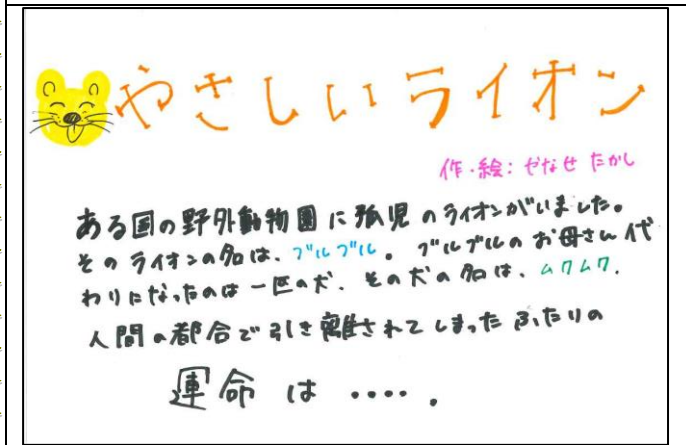 やさしいライオン
作・絵：やなせ たかし
ある国の野外動物園に孤児のライオンがいました。
そのライオンの名は、ブルブル。ブルブルのお母さん代
わりになったのは一匹の犬．その犬の名は、ムクムク．
人間の都合で引き離されてしまった ふたりの
運命 は ‥‥．